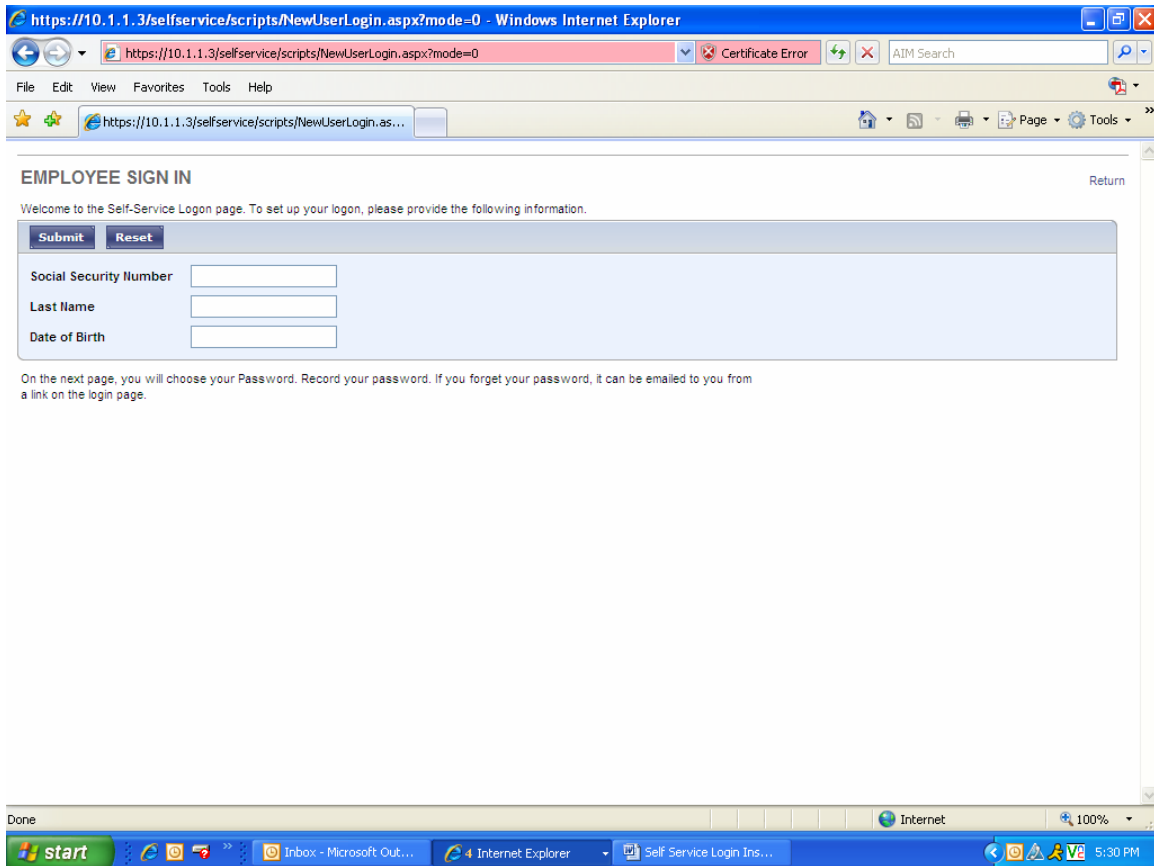 https://10.1.1.3/selfservice/scripts/NewUserLogin.aspx?mode=0 - Windows Internet Explorer
https://10.1.1.3/selfservice/scripts/NewUserLogin.aspx?mode=0
Certificate Error
AIM Search
File Edit View Favorites Tools Help
https://10.1.1.3/selfservice/scripts/NewUserLogin.as...
Page Tools
EMPLOYEE SIGN IN
Return
Welcome to the Self-Service Logon page. To set up your logon, please provide the following information.
Submit Reset
Social Security Number
Last Name
Date of Birth
On the next page, you will choose your Password. Record your password. If you forget your password, it can be emailed to you from
a link on the login page.
Done
Internet
100%
start
Inbox - Microsoft Out...
4 Internet Explorer
Self Service Login Ins...
5:30 PM